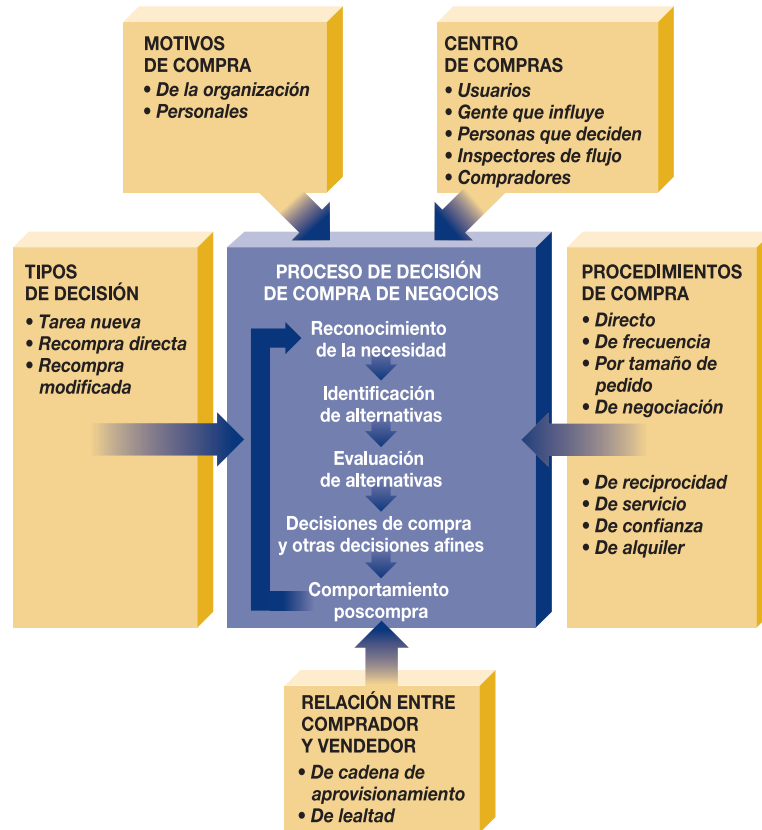 MOTIVOS
DE COMPRA
• De la organización
• Personales
CENTRO
DE COMPRAS
• Usuarios
• Gente que influye
• Personas que deciden
• Inspectores de flujo
• Compradores
TIPOS
DE DECISIÓN
• Tarea nueva
• Recompra directa
• Recompra
modificada
PROCESO DE DECISIÓN
DE COMPRA DE NEGOCIOS
Reconocimiento
de la necesidad
Identificación
de alternativas
Evaluación
de alternativas
Decisiones de compra
y otras decisiones afines
Comportamiento
poscompra
PROCEDIMIENTOS
DE COMPRA
• Directo
• De frecuencia
• Por tamaño de
pedido
• De negociación
• De reciprocidad
• De servicio
• De confianza
• De alquiler
RELACIÓN ENTRE
COMPRADOR
Y VENDEDOR
• De cadena de
aprovisionamiento
• De lealtad